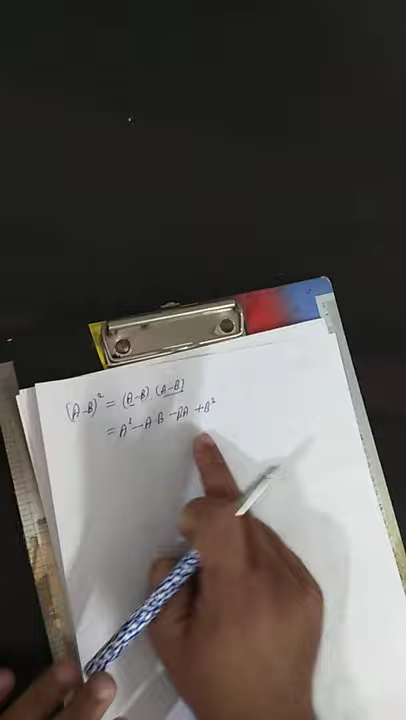 (A-B)² = (A-B) (A-B)
= A² - A·B - BA + B²